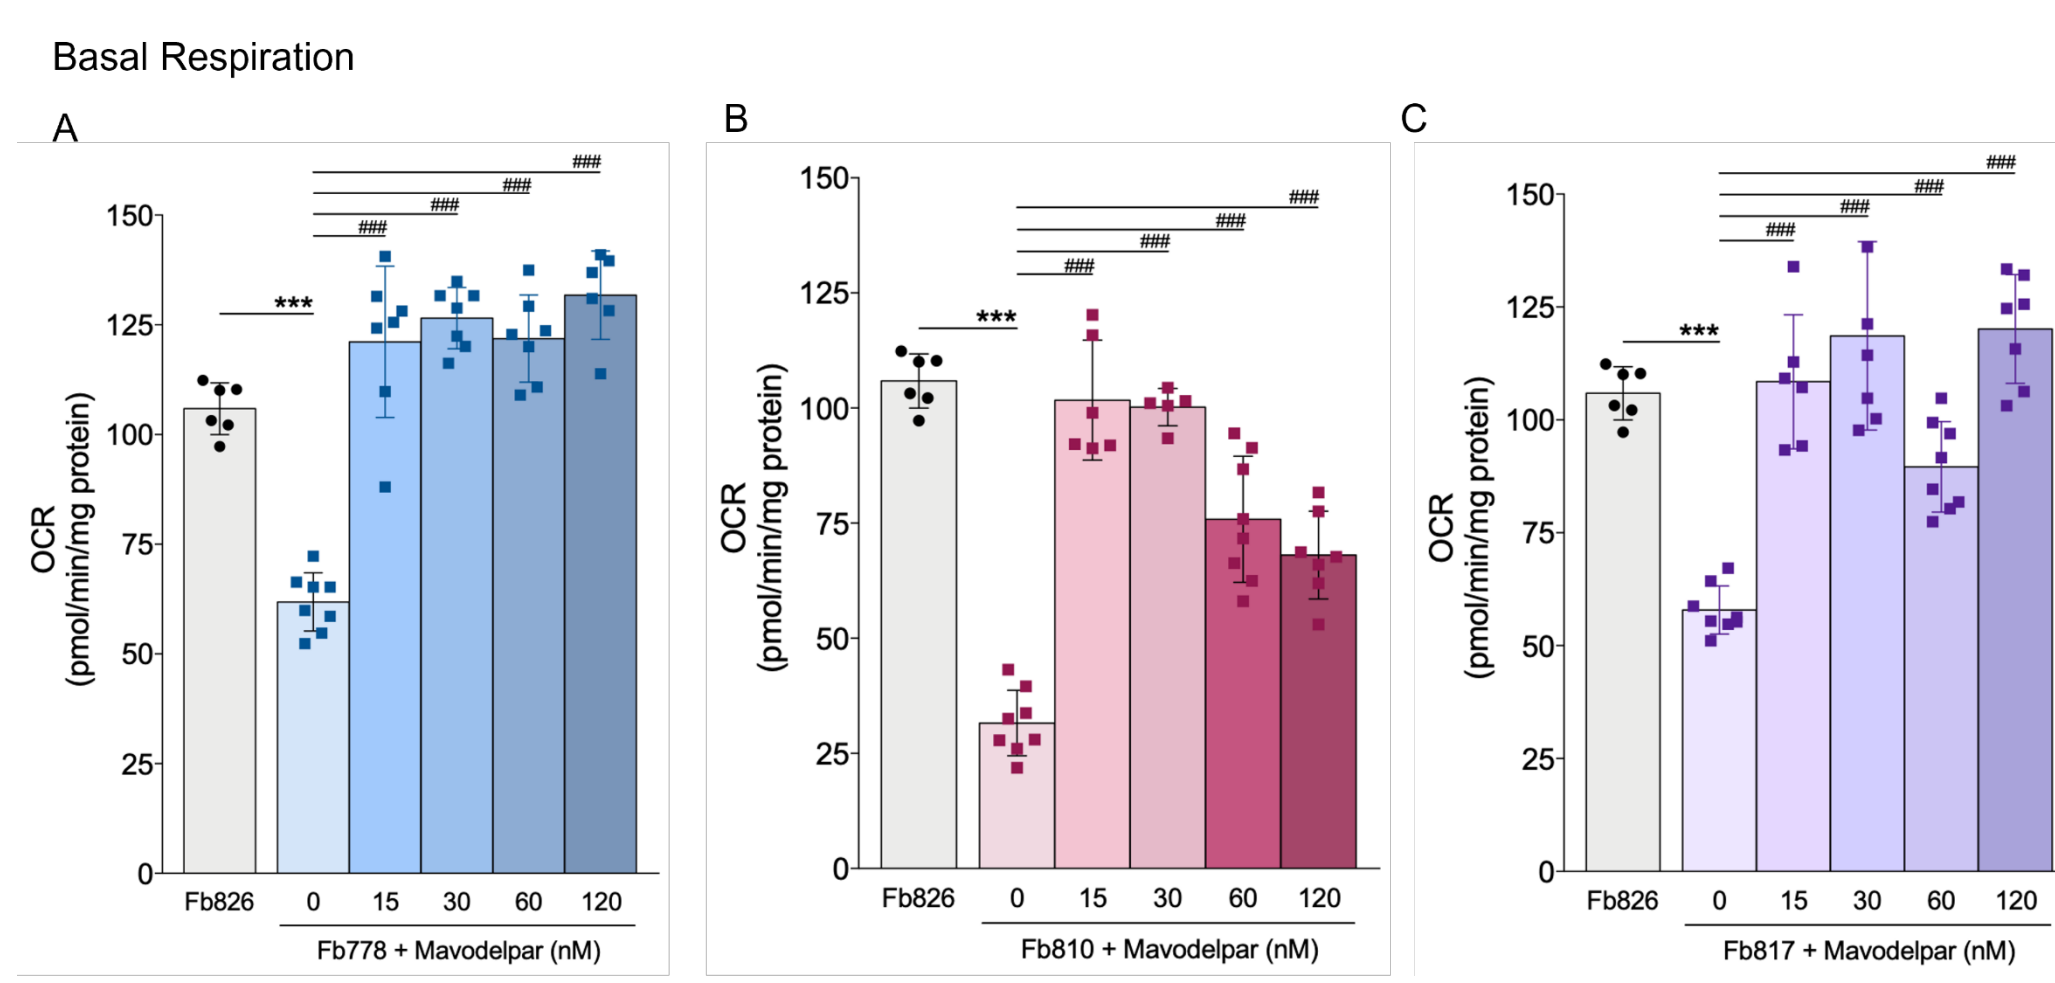 Basal Respiration
A
B
C
###
###
###
###
***
150
125
100
75
50
25
0
OCR
(pmol/min/mg protein)
Fb826 0 15 30 60 120
Fb778 + Mavodelpar (nM)
###
###
###
###
***
150
125
100
75
50
25
0
OCR
(pmol/min/mg protein)
Fb826 0 15 30 60 120
Fb810 + Mavodelpar (nM)
###
###
###
###
***
150
125
100
75
50
25
0
OCR
(pmol/min/mg protein)
Fb826 0 15 30 60 120
Fb817 + Mavodelpar (nM)